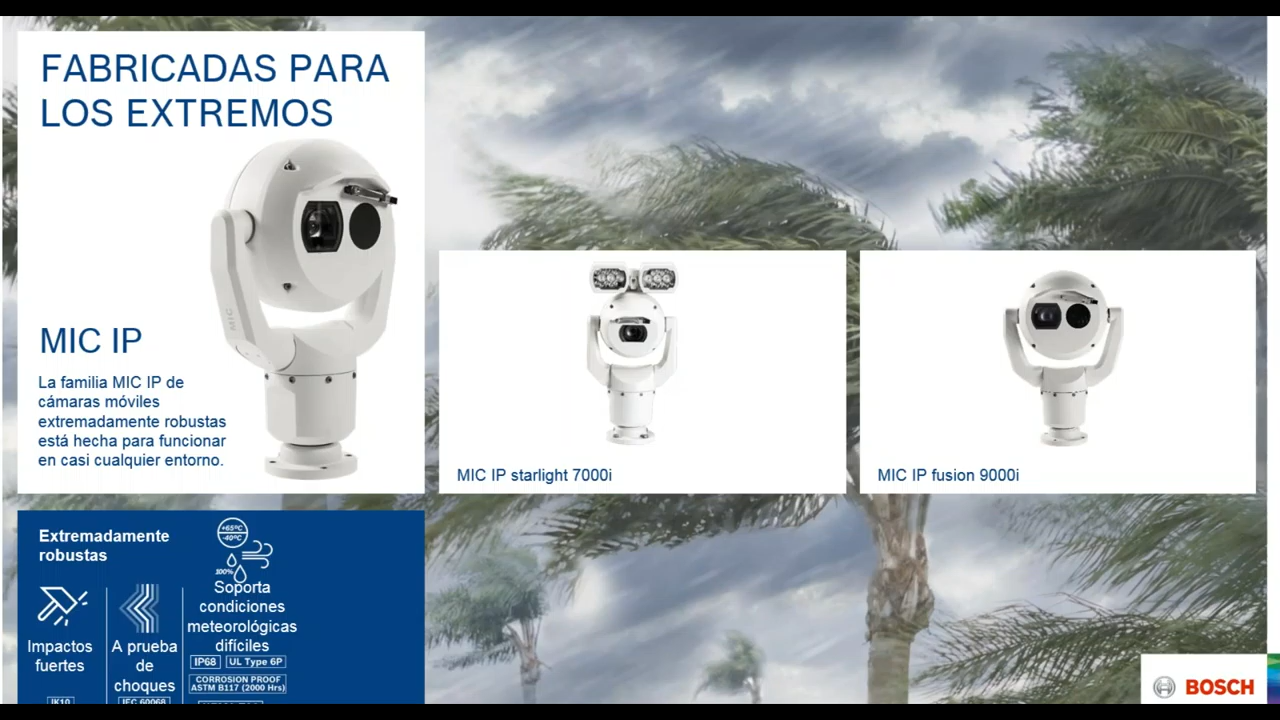 FABRICADAS PARA
LOS EXTREMOS
MIC
MIC IP
La familia MIC IP de
cámaras móviles
extremadamente robustas
está hecha para funcionar
en casi cualquier entorno.
MIC IP starlight 7000i
MIC IP fusion 9000i
Extremadamente
robustas
+65ºC
-40ºC
100%
Impactos
fuertes
IK10
A prueba
de
choques
IEC 60068
Soporta
condiciones
meteorológicas
difíciles
IP68
UL Type 6P
CORROSION PROOF
ASTM B117 (2000 Hrs)
BOSCH